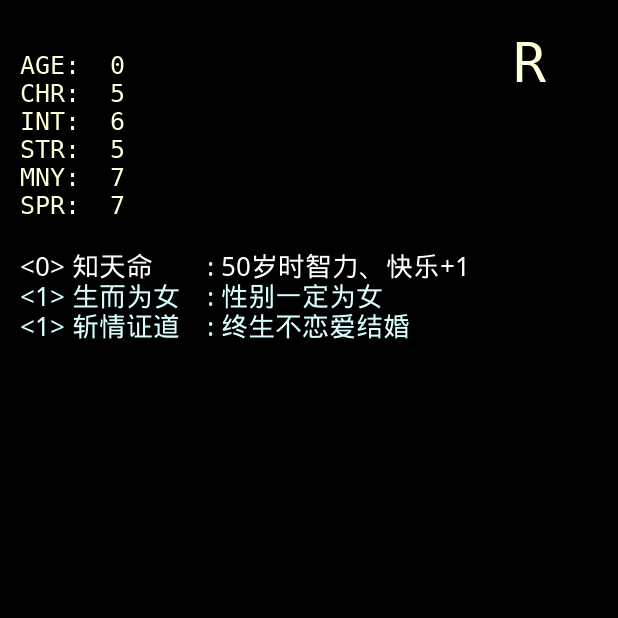 R
AGE: 0
CHR: 5
INT: 6
STR: 5
MNY: 7
SPR: 7
<0> 知天命 : 50岁时智力、快乐+1
<1> 生而为女 : 性别一定为女
<1> 斩情证道 : 终生不恋爱结婚